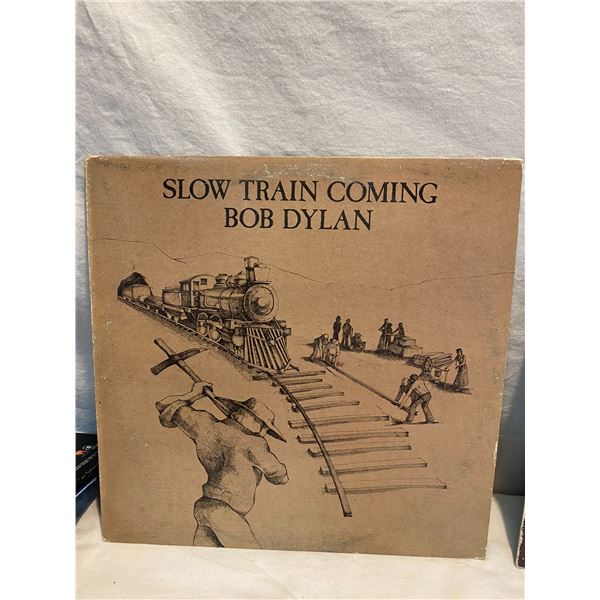 SLOW TRAIN COMING
BOB DYLAN